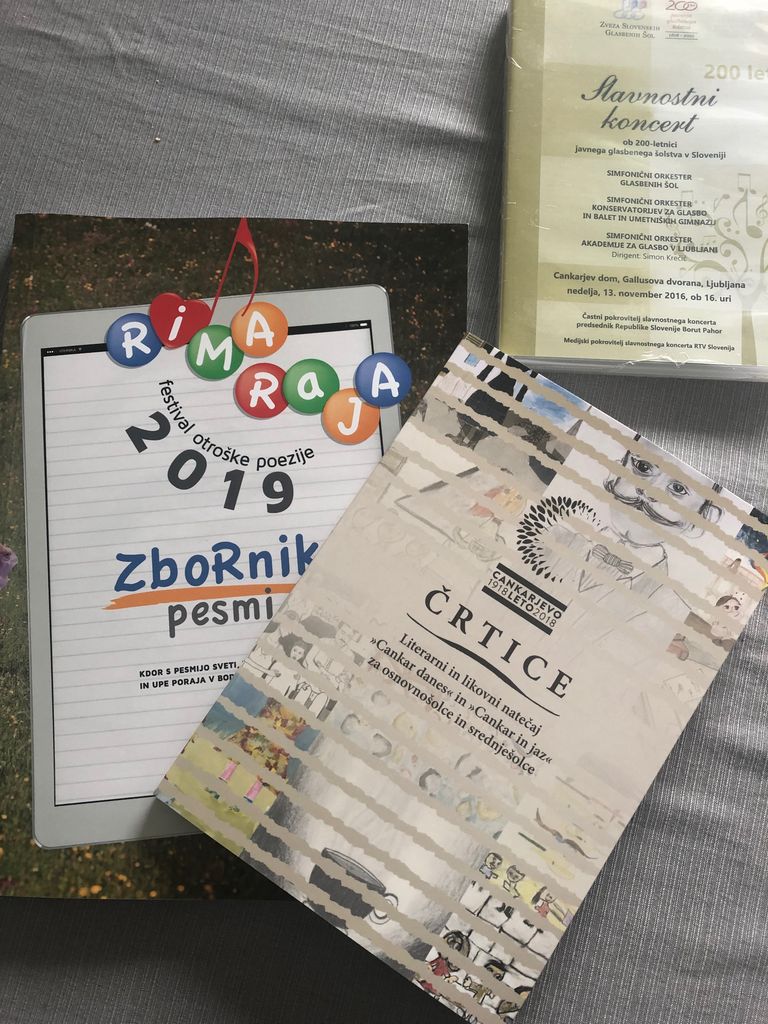 ZVEZA SLOVENSKIH
GLASBENIH ŠOL
200
200 let
Slavnostni
koncert
ob 200-letnici
javnega glasbenega šolstva v Sloveniji
SIMFONIČNI ORKESTER
GLASBENIH ŠOL
SIMFONIČNI ORKESTER
KONSERVATORIJEV ZA GLASBO
IN BALET IN UMETNIŠKIH GIMNAZIJ
SIMFONIČNI ORKESTER
AKADEMIJE ZA GLASBO V LJUBLJANI
Dirigent: Simon Krečič
Cankarjev dom, Gallusova dvorana, Ljubljana
nedelja, 13. november 2016, ob 16. uri
Častni pokrovitelj slavnostnega koncerta
predsednik Republike Slovenije Borut Pahor
Medijski pokrovitelj slavnostnega koncerta RTV Slovenija
RiMA
RaJA
festival otroške poezije
2019
ZboRnik
pesmi
KDOR S PESMIJO SVETI,
IN UPE PORAJA V BOD
CANKARJEVO
1918 LETO 2018
ČRTICE
Literarni in likovni natečaj
»Cankar danes« in »Cankar in jaz«
za osnovnošolce in srednješolce